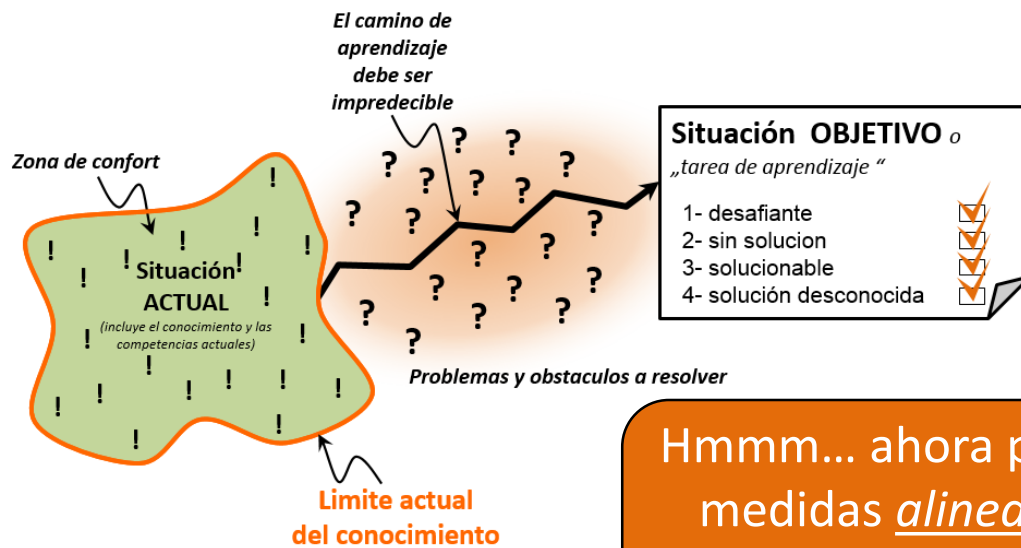 El camino de
aprendizaje
debe ser
impredecible
Zona de confort
Situación
ACTUAL
(incluye el conocimiento y las
competencias actuales)
Situación OBJETIVO o
„tarea de aprendizaje “
1- desafiante
2- sin solucion
3- solucionable
4- solución desconocida
Problemas y obstaculos a resolver
Limite actual
del conocimiento
Hmmm... ahora
medidas